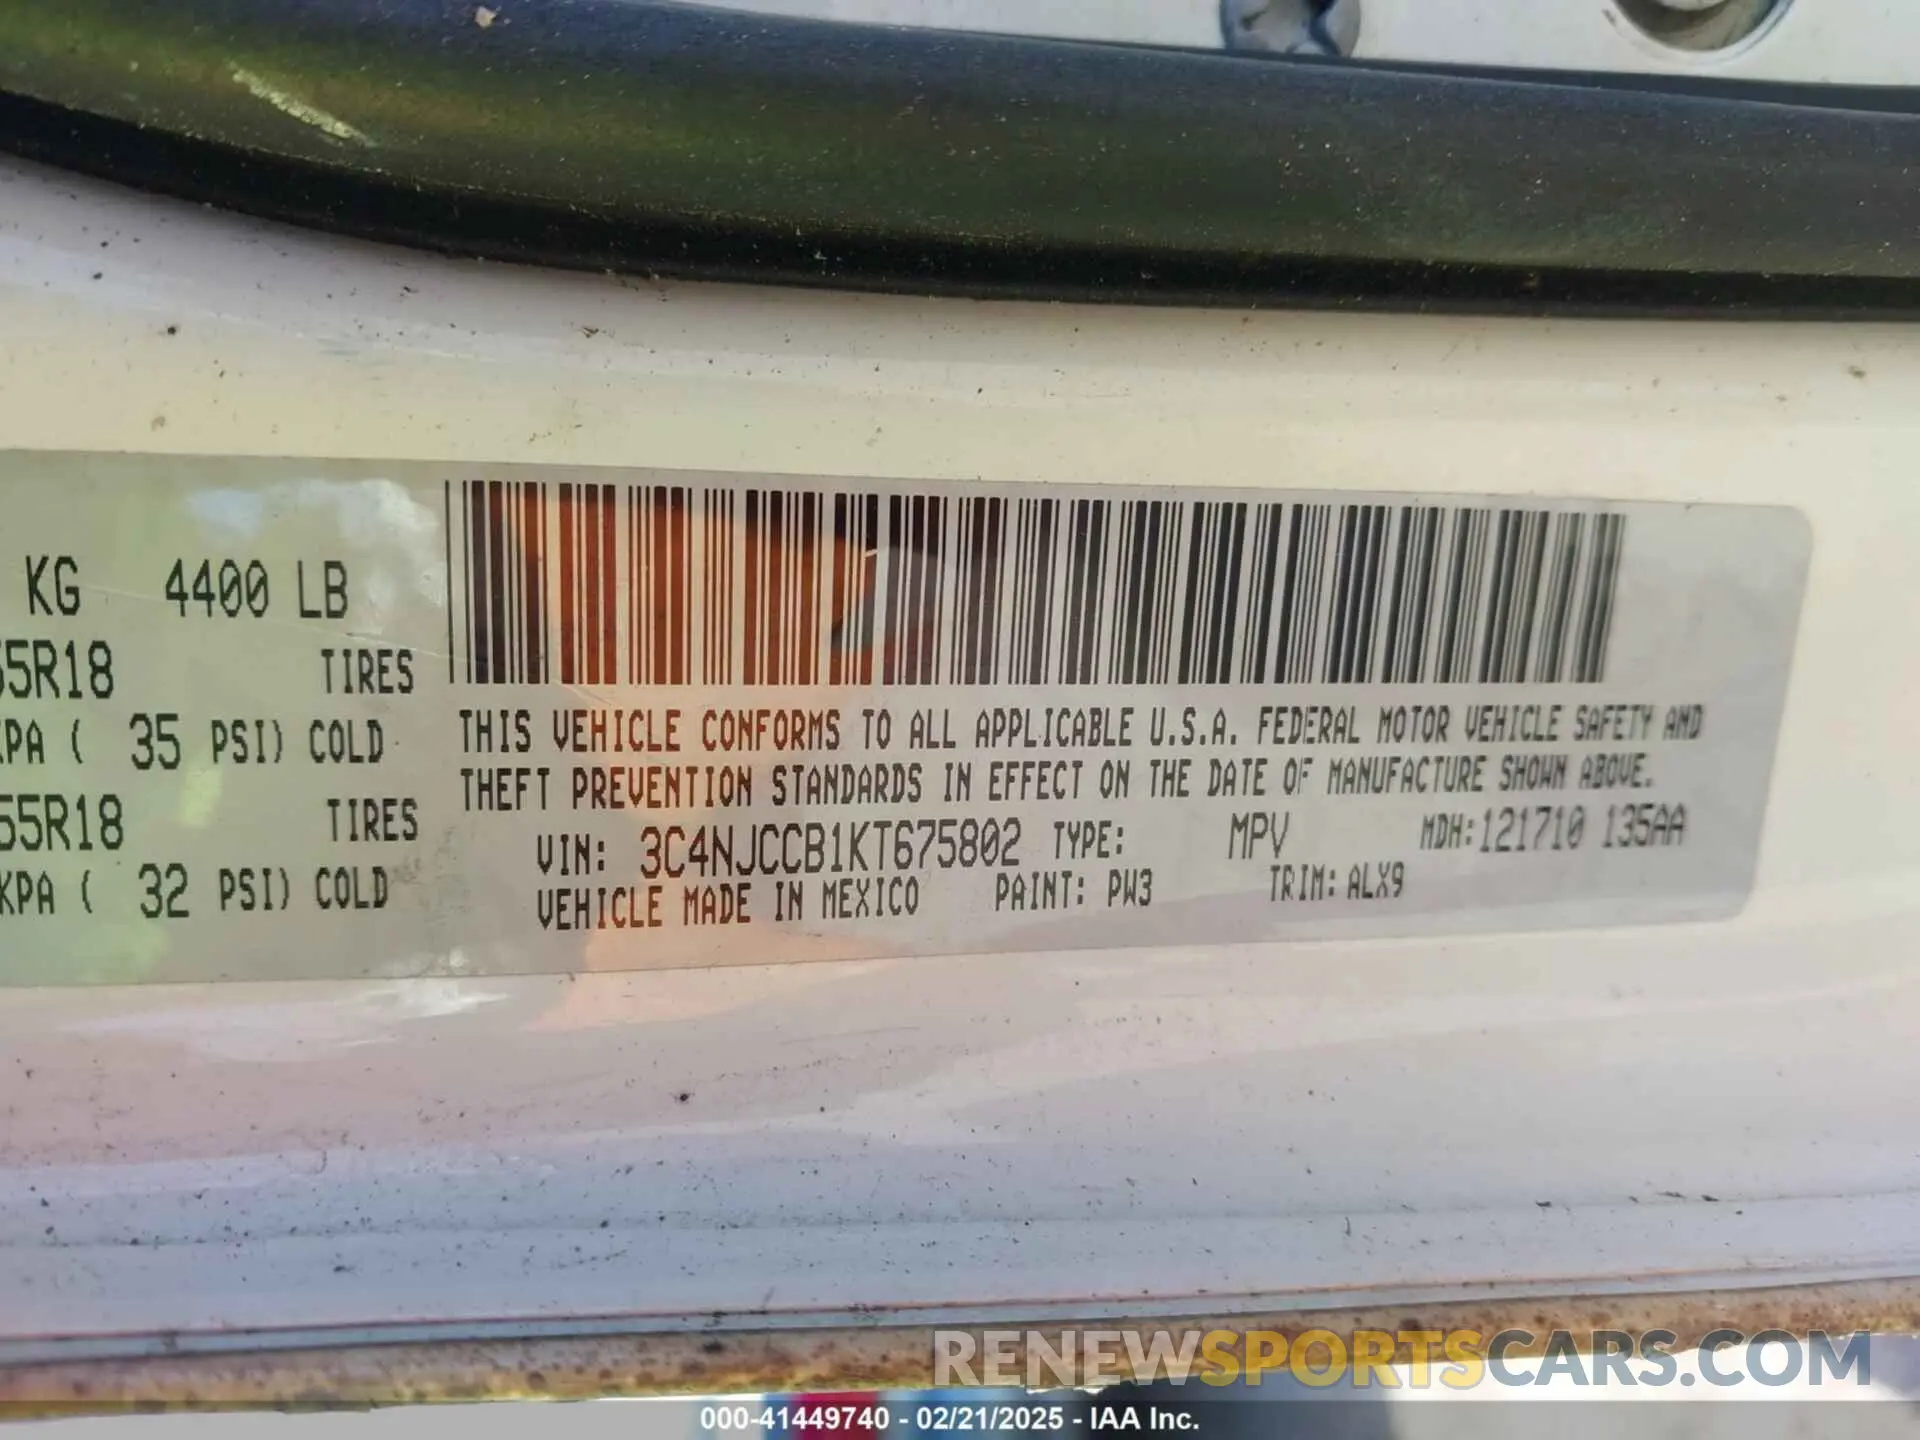 KG 4400 LB
55R18 TIRES
KPA ( 35 PSI) COLD
55R18 TIRES
KPA ( 32 PSI) COLD
THIS VEHICLE CONFORMS TO ALL APPLICABLE U.S.A. FEDERAL MOTOR VEHICLE SAFETY AND
THEFT PREVENTION STANDARDS IN EFFECT ON THE DATE OF MANUFACTURE SHOWN ABOVE.
VIN: 3C4NJCCB1KT675802 TYPE: MPV MDH:121710 135AA
VEHICLE MADE IN MEXICO PAINT: PW3 TRIM: ALX9
RENEWSPORTSCARS.COM
000-41449740 - 02/21/2025 - IAA Inc.